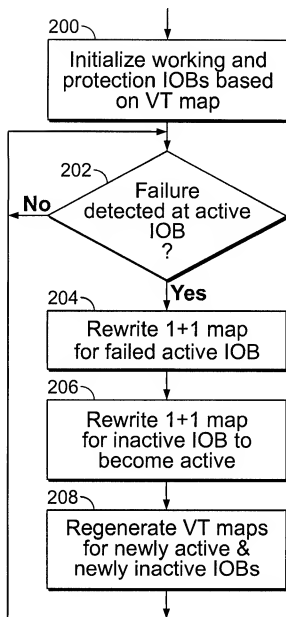 200
Initialize working and
protection IOBs based
on VT map
202
Failure
detected at active
IOB
?
No
Yes
204
Rewrite 1+1 map
for failed active IOB
206
Rewrite 1+1 map
for inactive IOB to
become active
208
Regenerate VT maps
for newly active &
newly inactive IOBs